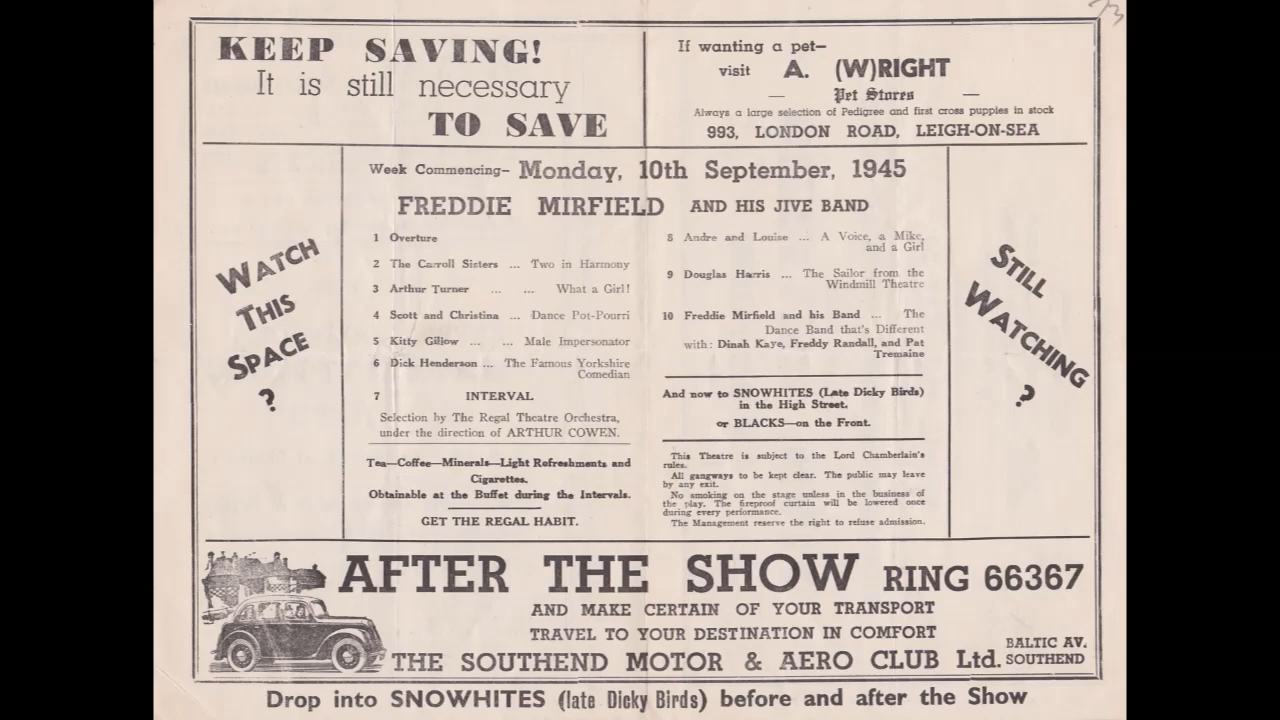 73
KEEP SAVING!
It is still necessary
TO SAVE
If wanting a pet—
visit A. (W)RIGHT
— Pet Stores —
Always a large selection of Pedigree and first cross puppies in stock
993, LONDON ROAD, LEIGH-ON-SEA
WATCH
THIS
SPACE
?
Week Commencing— Monday, 10th September, 1945
FREDDIE MIRFIELD AND HIS JIVE BAND
1 Overture
2 The Carroll Sisters ... Two in Harmony
3 Arthur Turner ... ... What a Girl!
4 Scott and Christina ... Dance Pot-Pourri
5 Kitty Gillow ... ... Male Impersonator
6 Dick Henderson ... The Famous Yorkshire
Comedian
7 INTERVAL
Selection by The Regal Theatre Orchestra,
under the direction of ARTHUR COWEN.
Tea—Coffee—Minerals—Light Refreshments and
Cigarettes.
Obtainable at the Buffet during the Intervals.
GET THE REGAL HABIT.
8 Andre and Louise ... A Voice, a Mike,
and a Girl
9 Douglas Harris ... The Sailor from the
Windmill Theatre
10 Freddie Mirfield and his Band ... The
Dance Band that's Different
with: Dinah Kaye, Freddy Randall, and Pat
Tremaine
And now to SNOWHITES (Late Dicky Birds)
in the High Street.
or BLACKS—on the Front.
This Theatre is subject to the Lord Chamberlain's
rules.
All gangways to be kept clear. The public may leave
by any exit.
No smoking on the stage unless in the business of
the play. The fireproof curtain will be lowered once
during every performance.
The Management reserve the right to refuse admission.
STILL
WATCHING
?
AFTER THE SHOW RING 66367
AND MAKE CERTAIN OF YOUR TRANSPORT
TRAVEL TO YOUR DESTINATION IN COMFORT
THE SOUTHEND MOTOR & AERO CLUB Ltd. BALTIC AV.
SOUTHEND
Drop into SNOWHITES (late Dicky Birds) before and after the Show